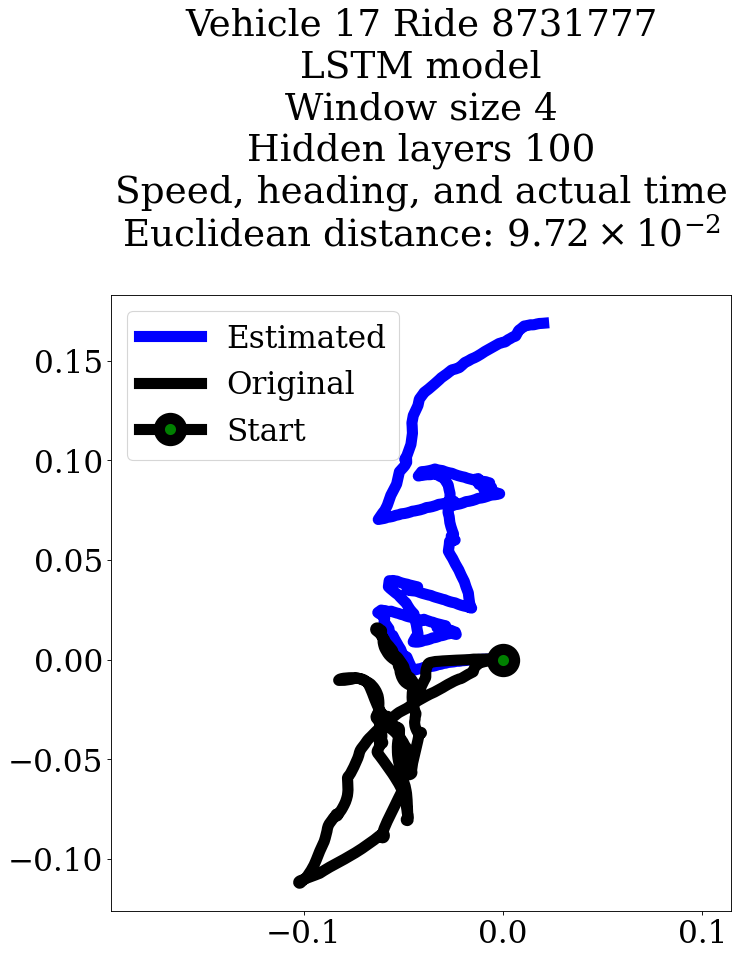 Vehicle 17 Ride 8731777
LSTM model
Window size 4
Hidden layers 100
Speed, heading, and actual time
Euclidean distance: 9.72 × 10⁻²
Estimated
Original
Start
0.15
0.10
0.05
0.00
−0.05
−0.10
−0.1 0.0 0.1